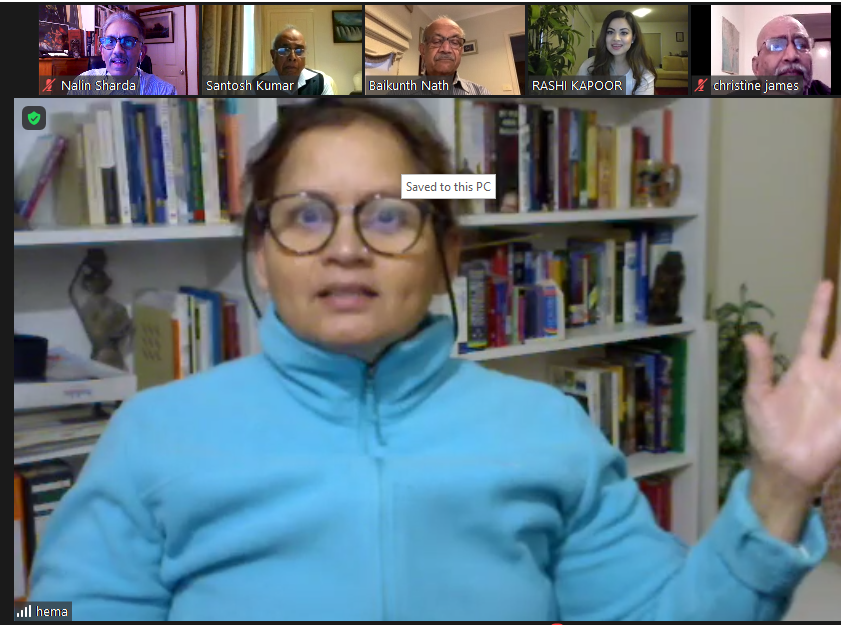 Nalin Sharda
Santosh Kumar
Baikunth Nath
RASHI KAPOOR
christine james
Saved to this PC
hema